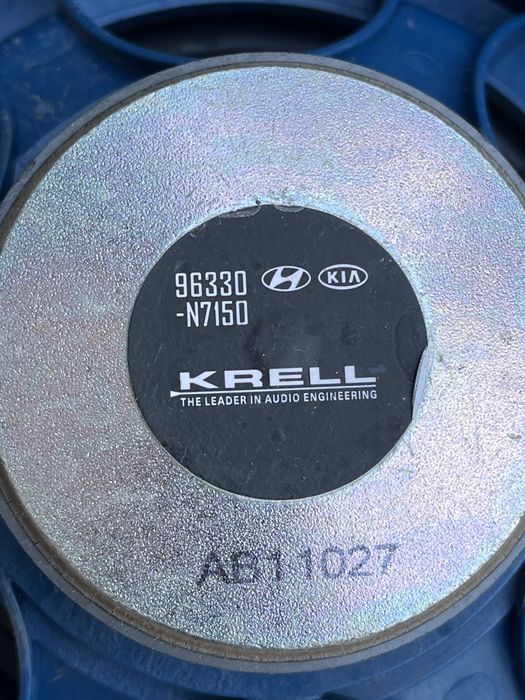 96330 KIA
-N7150
KRELL
THE LEADER IN AUDIO ENGINEERING
AB11027